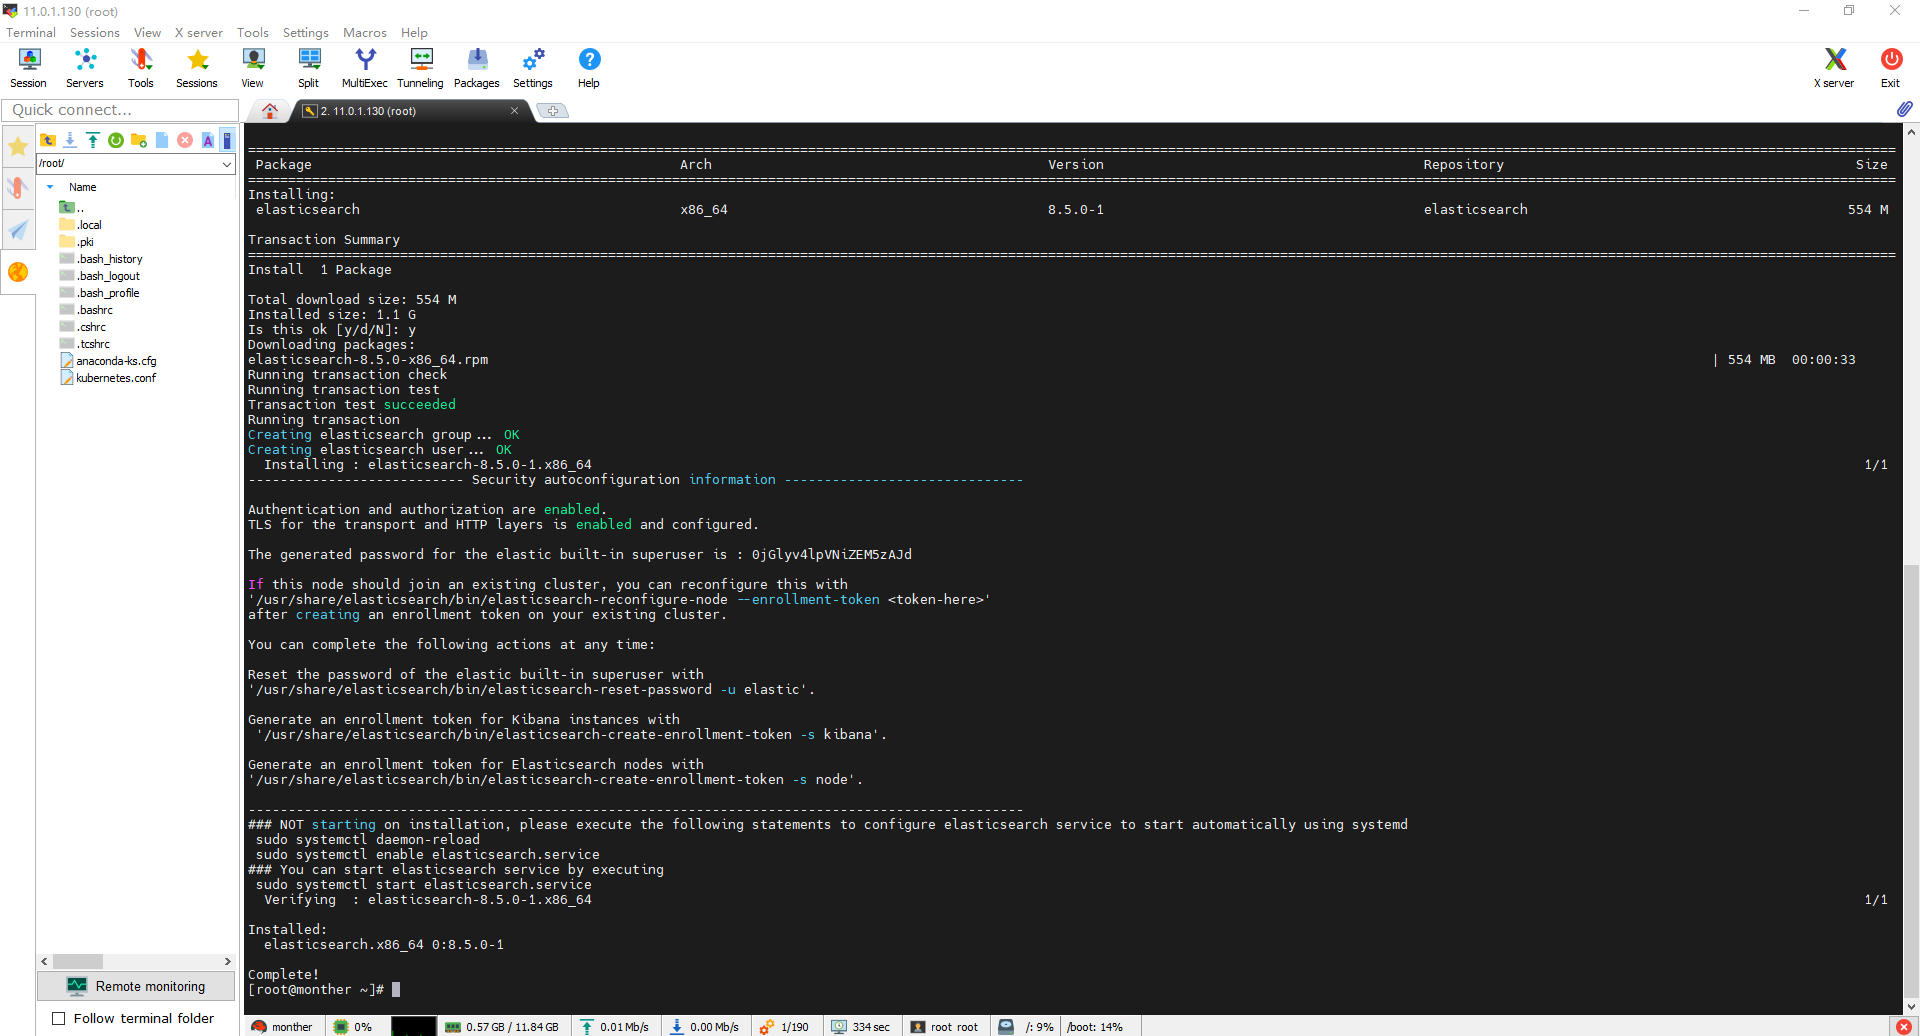 11.0.1.130 (root)
Terminal Sessions View X server Tools Settings Macros Help
Session Servers Tools Sessions View Split MultiExec Tunneling Packages Settings Help X server Exit
Quick connect...
2. 11.0.1.130 (root)
/root/
Name
..
.local
.pki
.bash_history
.bash_logout
.bash_profile
.bashrc
.cshrc
.tcshrc
anaconda-ks.cfg
kubernetes.conf
Remote monitoring
Follow terminal folder
Package Arch Version Repository Size
Installing:
elasticsearch x86_64 8.5.0-1 elasticsearch 554 M
Transaction Summary
Install  1 Package
Total download size: 554 M
Installed size: 1.1 G
Is this ok [y/d/N]: y
Downloading packages:
elasticsearch-8.5.0-x86_64.rpm | 554 MB  00:00:33
Running transaction check
Running transaction test
Transaction test succeeded
Running transaction
Creating elasticsearch group... OK
Creating elasticsearch user... OK
Installing : elasticsearch-8.5.0-1.x86_64 1/1
--------------------------- Security autoconfiguration information ------------------------------
Authentication and authorization are enabled.
TLS for the transport and HTTP layers is enabled and configured.
The generated password for the elastic built-in superuser is : 0jGlyv4lpVNiZEM5zAJd
If this node should join an existing cluster, you can reconfigure this with
'/usr/share/elasticsearch/bin/elasticsearch-reconfigure-node --enrollment-token <token-here>'
after creating an enrollment token on your existing cluster.
You can complete the following actions at any time:
Reset the password of the elastic built-in superuser with
'/usr/share/elasticsearch/bin/elasticsearch-reset-password -u elastic'.
Generate an enrollment token for Kibana instances with
'/usr/share/elasticsearch/bin/elasticsearch-create-enrollment-token -s kibana'.
Generate an enrollment token for Elasticsearch nodes with
'/usr/share/elasticsearch/bin/elasticsearch-create-enrollment-token -s node'.
-------------------------------------------------------------------------------------------------
### NOT starting on installation, please execute the following statements to configure elasticsearch service to start automatically using systemd
sudo systemctl daemon-reload
sudo systemctl enable elasticsearch.service
### You can start elasticsearch service by executing
sudo systemctl start elasticsearch.service
Verifying  : elasticsearch-8.5.0-1.x86_64 1/1
Installed:
elasticsearch.x86_64 0:8.5.0-1
Complete!
[root@monther ~]#
monther 0% 0.57 GB / 11.84 GB 0.01 Mb/s 0.00 Mb/s 1/190 334 sec root root /: 9% /boot: 14%